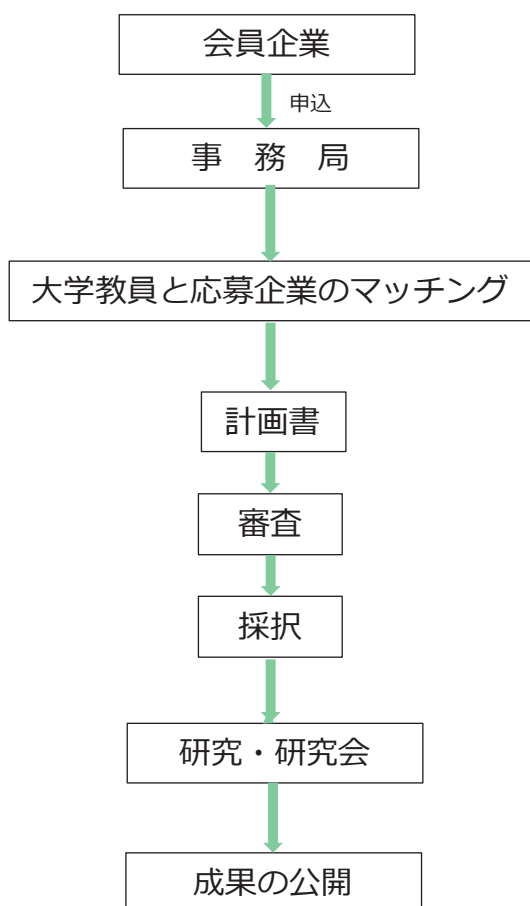 会員企業
申込
事　務　局
大学教員と応募企業のマッチング
計画書
審査
採択
研究・研究会
成果の公開